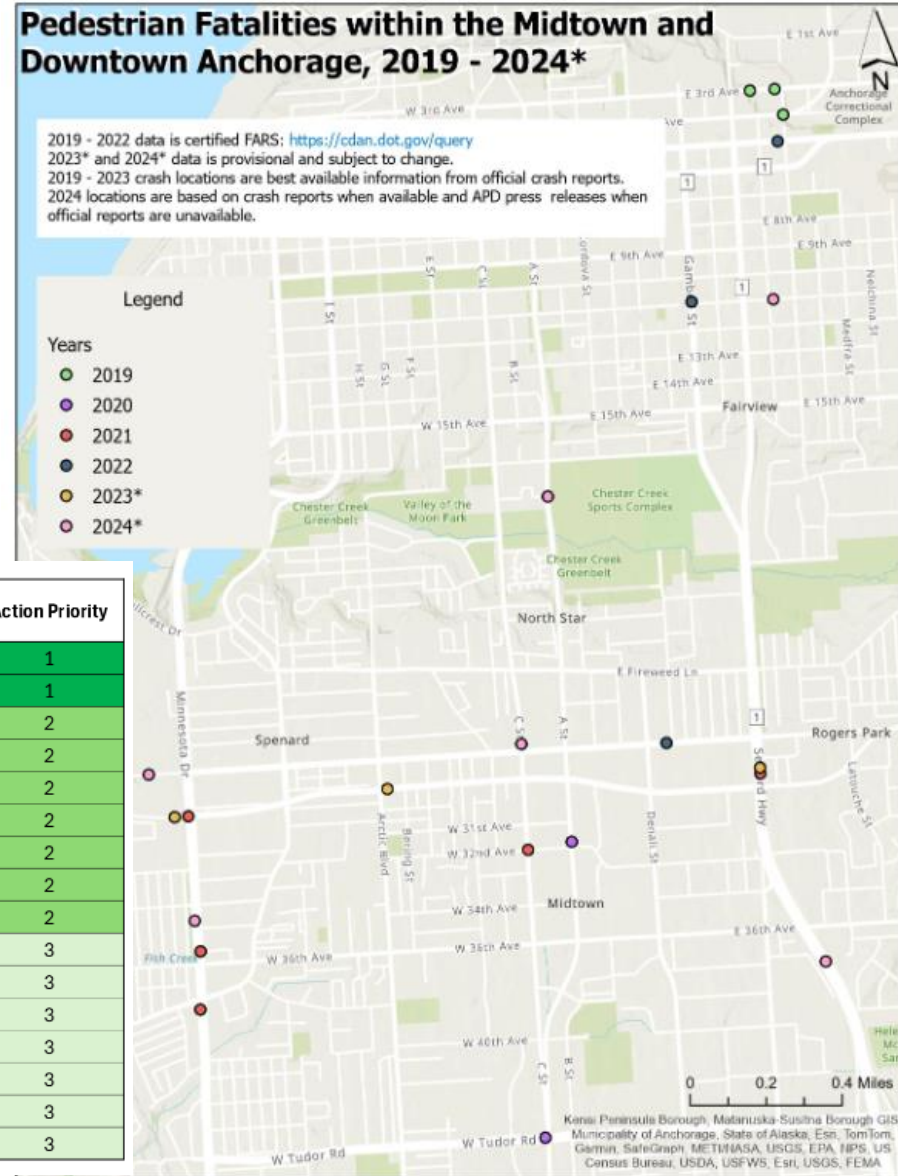 Pedestrian Fatalities within the Midtown and
Downtown Anchorage, 2019 - 2024*
N
2019 - 2022 data is certified FARS: https://cdan.dot.gov/query
2023* and 2024* data is provisional and subject to change.
2019 - 2023 crash locations are best available information from official crash reports.
2024 locations are based on crash reports when available and APD press releases when
official reports are unavailable.
E 1st Ave
W 3rd Ave
E 3rd Ave
Anchorage
Correctional
Complex
Ave
1
1
E 8th Ave
E 9th Ave
E 9th Ave
Legend
Years
2019
2020
2021
2022
2023*
2024*
I St
H St
G St
F St
E St
C St
A St
B St
Gamb St
1
Nelchina St
Medfra St
E 13th Ave
E 14th Ave
W 15th Ave
E 15th Ave
Fairview
E 15th Ave
Chester Creek
Greenbelt
Valley of the
Moon Park
Chester Creek
Sports Complex
Chester Creek
Greenbelt
North Star
Action Priority
1
1
2
2
2
2
2
2
2
3
3
3
3
3
3
3
E Fireweed Ln
Minnesota Dr
Spenard
C St
A St
1
Rogers Park
Latouche St
Arctic Blvd
Bering St
W 31st Ave
W 32nd Ave
Denali St
W 34th Ave
Midtown
Fish Creek
W 36th Ave
W 36th Ave
E 36th Ave
W 40th Ave
C St
B St
W Tudor Rd
W Tudor Rd
0 0.2 0.4 Miles
Kenai Peninsula Borough, Matanuska-Susitna Borough GIS,
Municipality of Anchorage, State of Alaska, Esri, TomTom,
Garmin, SafeGraph, METI/NASA, USGS, EPA, NPS, US
Census Bureau, USDA, USFWS, Esri, USGS, FEMA